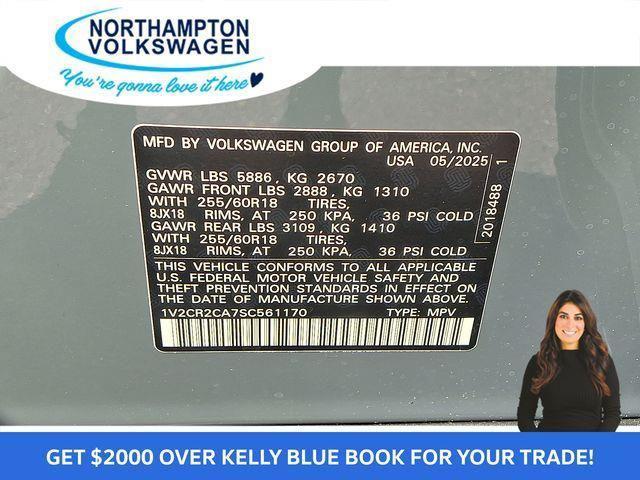 NORTHAMPTON
VOLKSWAGEN
You're gonna love it here
MFD BY VOLKSWAGEN GROUP OF AMERICA, INC.
USA 05/2025
GVWR LBS 5886 , KG 2670
GAWR FRONT LBS 2888 , KG 1310
WITH 255/60R18 TIRES,
8JX18 RIMS, AT 250 KPA, 36 PSI COLD
GAWR REAR LBS 3109 , KG 1410
WITH 255/60R18 TIRES,
8JX18 RIMS, AT 250 KPA, 36 PSI COLD
THIS VEHICLE CONFORMS TO ALL APPLICABLE
U.S. FEDERAL MOTOR VEHICLE SAFETY AND
THEFT PREVENTION STANDARDS IN EFFECT ON
THE DATE OF MANUFACTURE SHOWN ABOVE.
1V2CR2CA7SC561170 TYPE: MPV
2018488 1
GET $2000 OVER KELLY BLUE BOOK FOR YOUR TRADE!